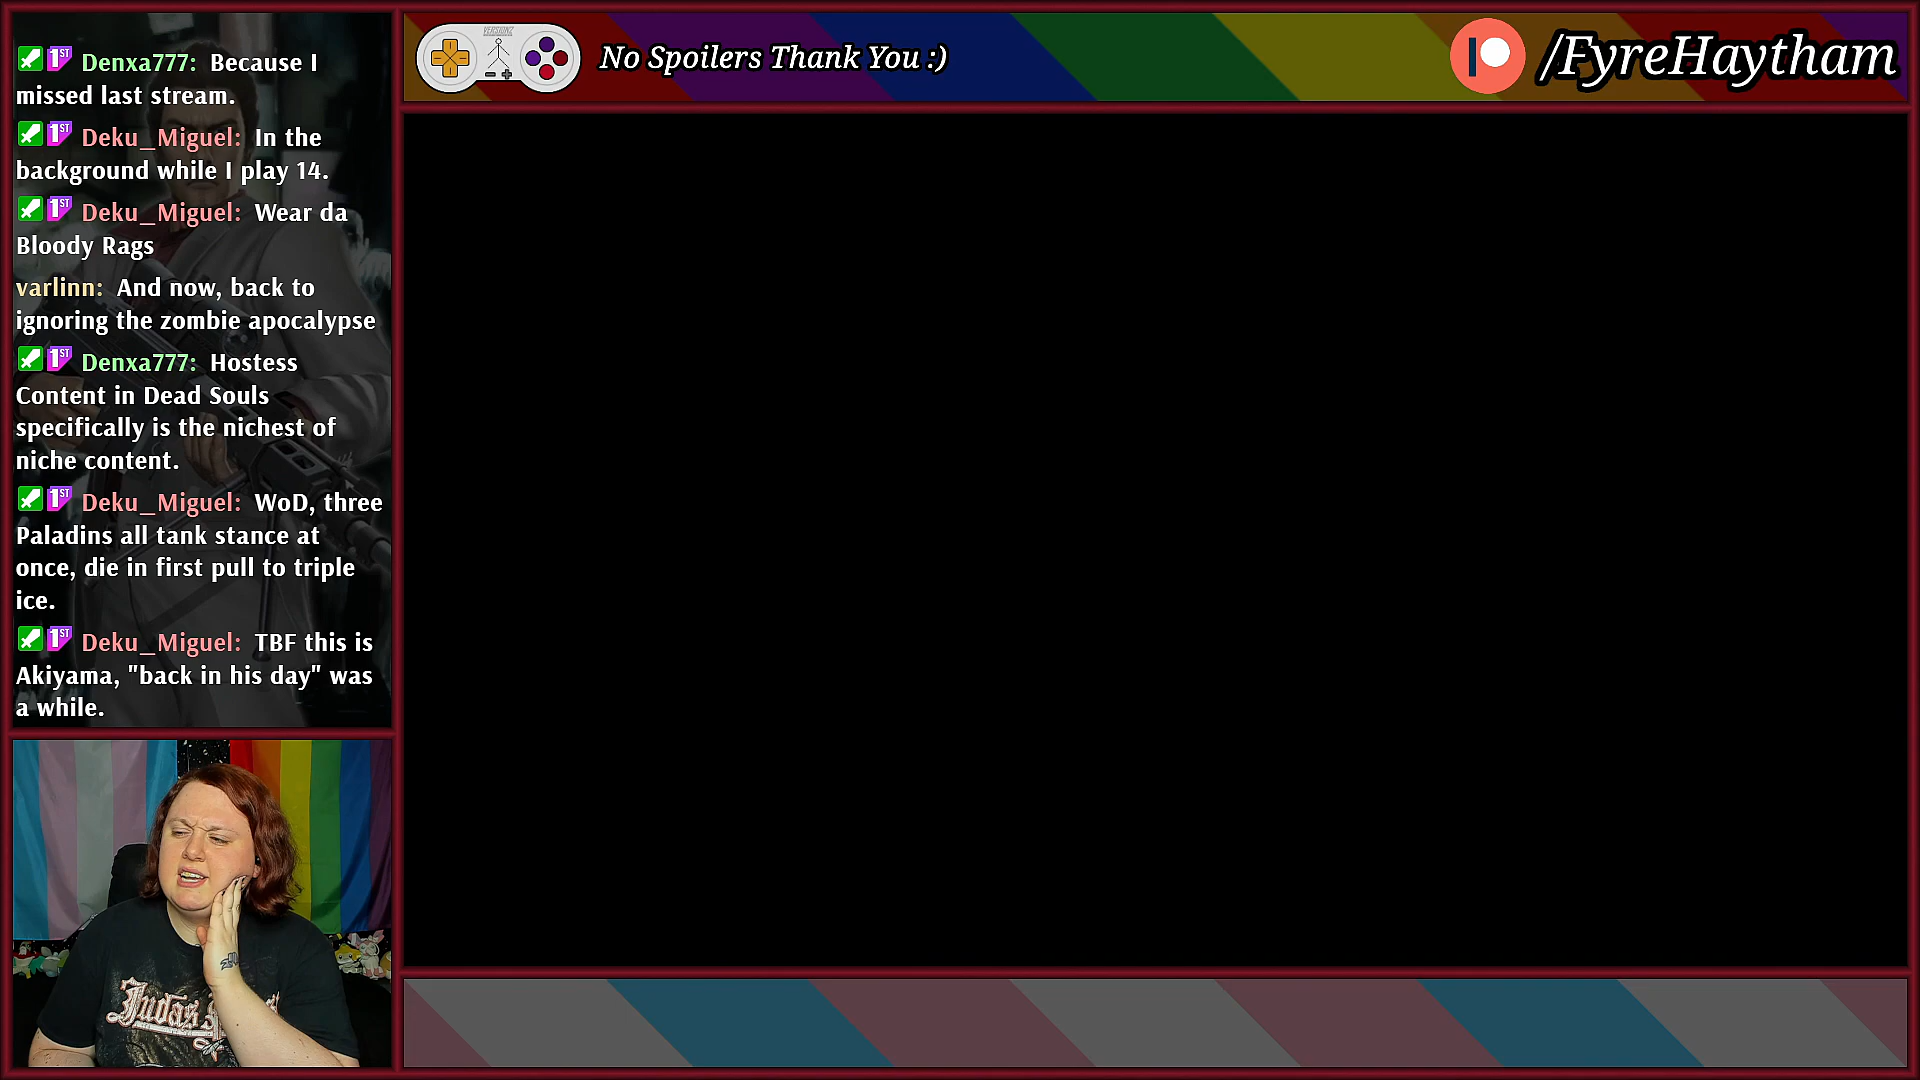 Denxa777: Because I
missed last stream.
Deku_Miguel: In the
background while I play 14.
Deku_Miguel: Wear da
Bloody Rags
varlinn: And now, back to
ignoring the zombie apocalypse
Denxa777: Hostess
Content in Dead Souls
specifically is the nichest of
niche content.
Deku_Miguel: WoD, three
Paladins all tank stance at
once, die in first pull to triple
ice.
Deku_Miguel: TBF this is
Akiyama, "back in his day" was
a while.
VERSIONZ
No Spoilers Thank You :)
/FyreHaytham
Judas